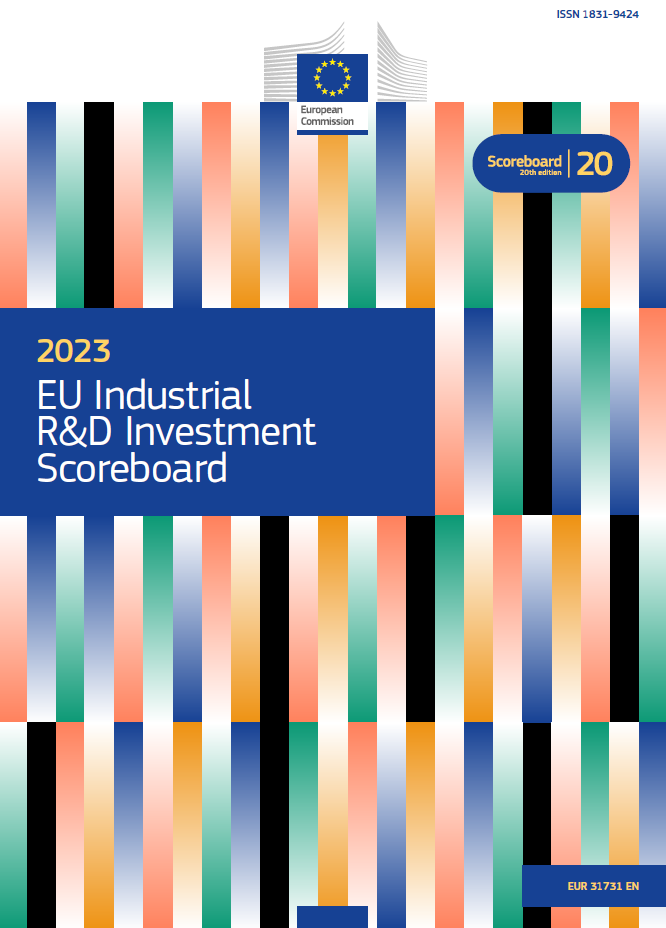 ISSN 1831-9424
European
Commission
Scoreboard
20th edition
20
2023
EU Industrial
R&D Investment
Scoreboard
EUR 31731 EN